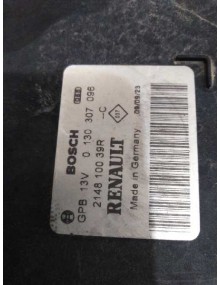 BOSCH
GPB 13V 0 130 307 098
-C
2148 100 39R
RENAULT
Made in Germany